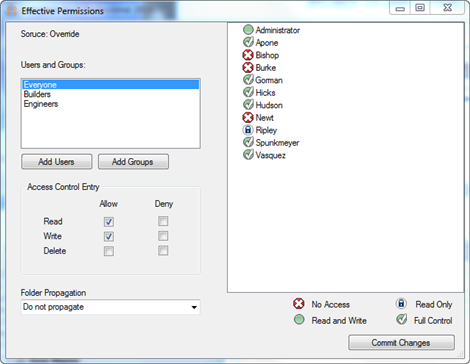 Effective Permissions
Soruce: Override
Users and Groups:
Everyone
Builders
Engineers
Add Users
Add Groups
Access Control Entry
Allow Deny
Read
Write
Delete
Folder Propagation
Do not propagate
Administrator
Apone
Bishop
Burke
Gorman
Hicks
Hudson
Newt
Ripley
Spunkmeyer
Vasquez
No Access Read Only
Read and Write Full Control
Commit Changes